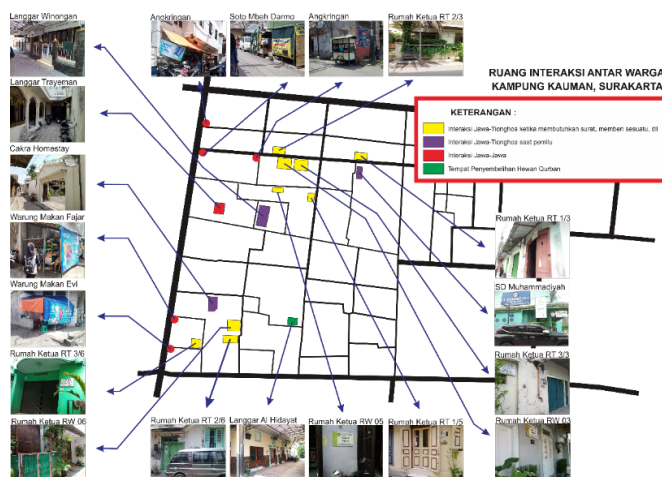 Langgar Winongan
Angkringan
Soto Mbah Darmo
Angkringan
Rumah Ketua RT 2/3
RUANG INTERAKSI ANTAR WARGA
KAMPUNG KAUMAN, SURAKARTA
KETERANGAN :
Interaksi Jawa-Tionghoa ketika membutuhkan surat, memberi sesuatu, dll
Interaksi Jawa-Tionghoa saat pemilu
Interaksi Jawa-Jawa
Tempat Penyembelihan Hewan Qurban
Langgar Trayeman
Cakra Homestay
Warung Makan Fajar
Warung Makan Evi
Rumah Ketua RT 3/6
Rumah Ketua RW 06
Rumah Ketua RT 2/6
Langgar Al Hidayat
Rumah Ketua RW 05
Rumah Ketua RT 1/5
Rumah Ketua RT 1/3
SD Muhammadiyah
Rumah Ketua RT 3/3
Rumah Ketua RW 03